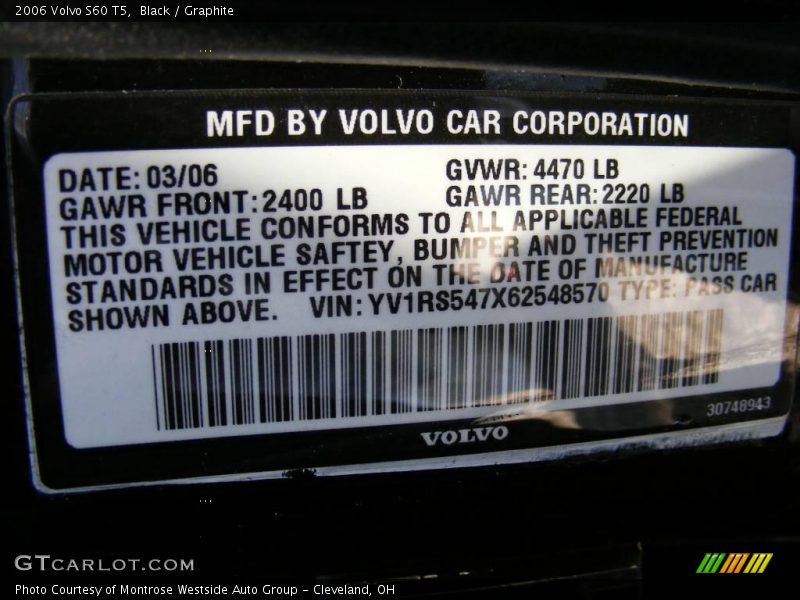 2006 Volvo S60 T5, Black / Graphite
MFD BY VOLVO CAR CORPORATION
DATE: 03/06 GVWR: 4470 LB
GAWR FRONT: 2400 LB GAWR REAR: 2220 LB
THIS VEHICLE CONFORMS TO ALL APPLICABLE FEDERAL
MOTOR VEHICLE SAFTEY, BUMPER AND THEFT PREVENTION
STANDARDS IN EFFECT ON THE DATE OF MANUFACTURE
SHOWN ABOVE. VIN: YV1RS547X62548570 TYPE: PASS CAR
30748943
VOLVO
GTCARLOT.COM
Photo Courtesy of Montrose Westside Auto Group - Cleveland, OH